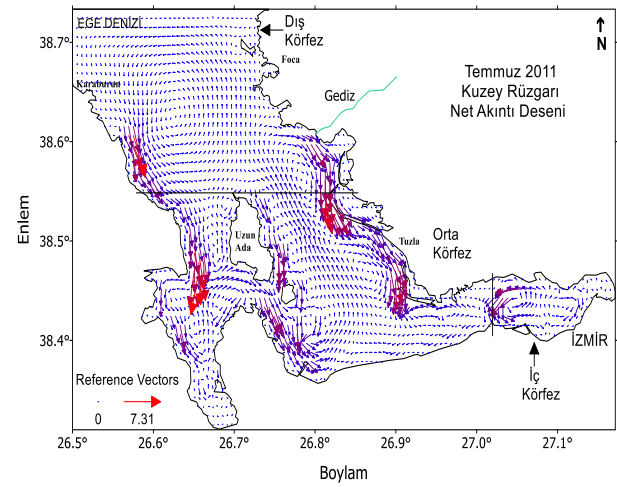 EGE DENİZİ
Dış
Körfez
Foca
N
Karaburun
Gediz
Temmuz 2011
Kuzey Rüzgarı
Net Akıntı Deseni
38.7°
38.6°
38.5°
38.4°
Enlem
Uzun
Ada
Tuzla
Orta
Körfez
İZMİR
İç
Körfez
Reference Vectors
0 7.31
26.5° 26.6° 26.7° 26.8° 26.9° 27.0° 27.1°
Boylam